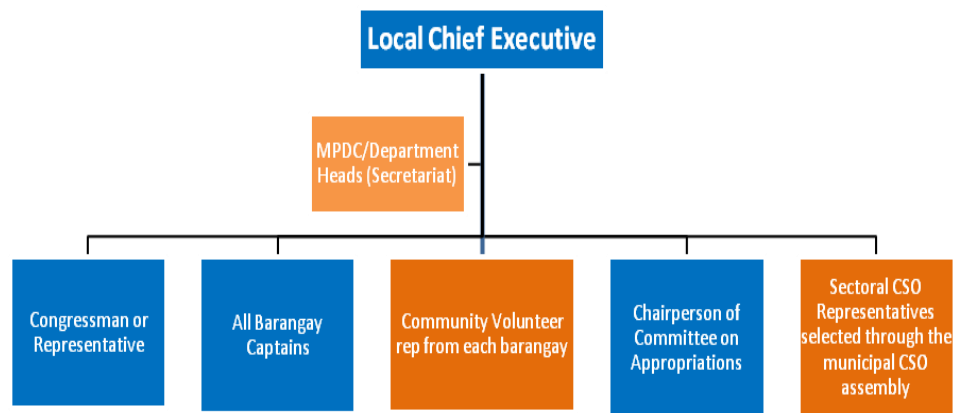 Local Chief Executive
MPDC/Department
Heads (Secretariat)
Congressman or
Representative
All Barangay
Captains
Community Volunteer
rep from each barangay
Chairperson of
Committee on
Appropriations
Sectoral CSO
Representatives
selected through the
municipal CSO
assembly